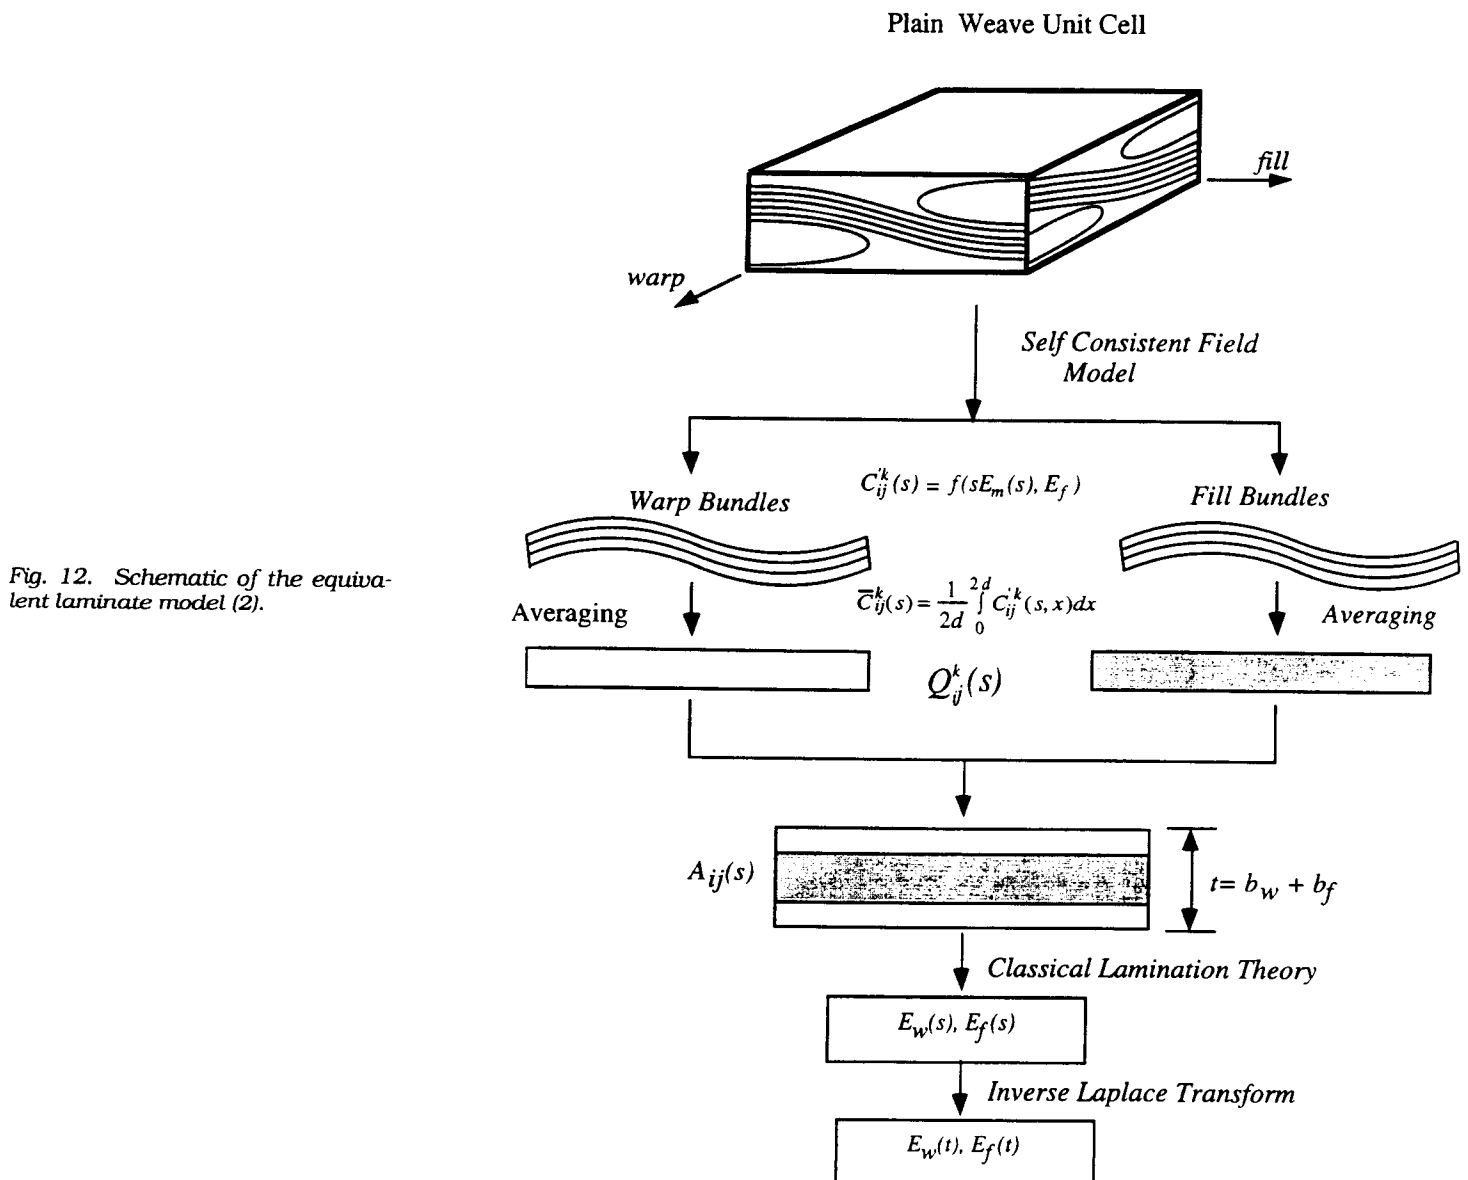 Plain Weave Unit Cell
fill
warp
Self Consistent Field
Model
C'ᵏᵢⱼ(s) = f(sEₘ(s), E_f)
Warp Bundles
Fill Bundles
Fig. 12. Schematic of the equiva-
lent laminate model (2).
Averaging
C̅ᵏᵢⱼ(s) = 1/2d ∫₀²ᵈ C'ᵏᵢⱼ(s, x)dx
Averaging
Qᵏᵢⱼ(s)
Aᵢⱼ(s)
t= b_w + b_f
Classical Lamination Theory
E_w(s), E_f(s)
Inverse Laplace Transform
E_w(t), E_f(t)